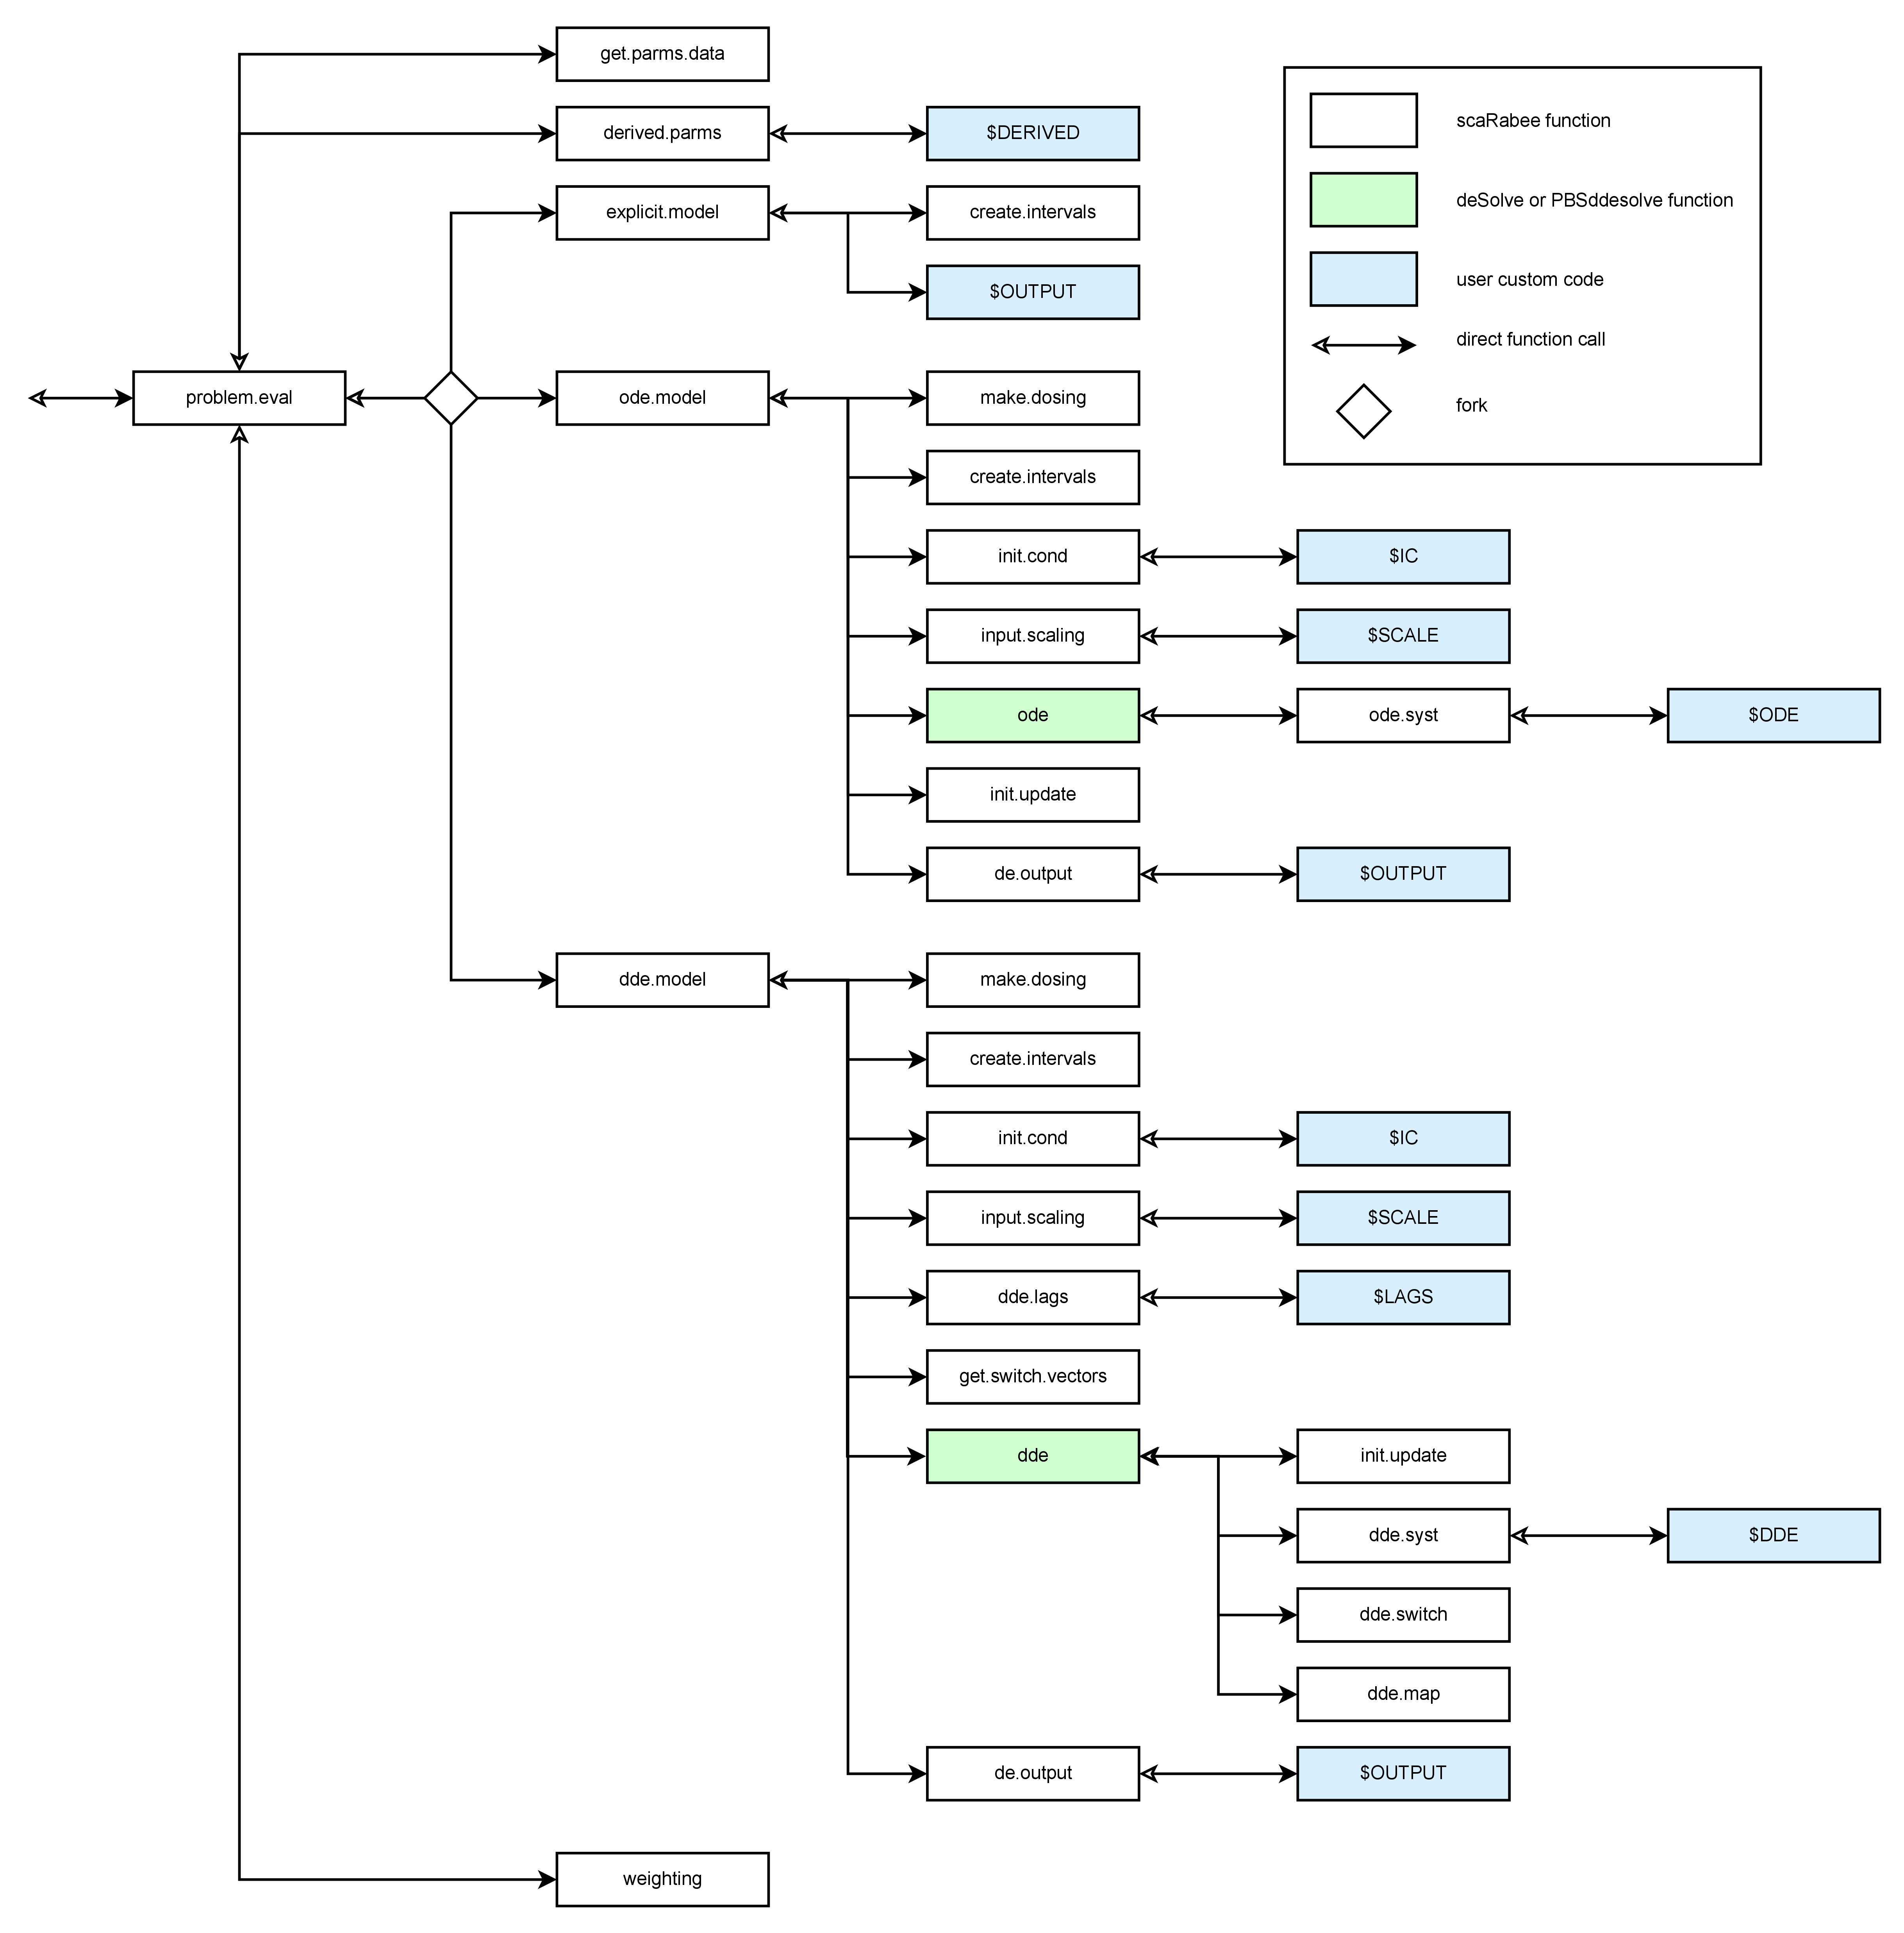 get.parms.data
derived.parms
$DERIVED
explicit.model
create.intervals
$OUTPUT
scaRabee function
deSolve or PBSddesolve function
user custom code
direct function call
fork
problem.eval
ode.model
make.dosing
create.intervals
init.cond
$IC
input.scaling
$SCALE
ode
ode.syst
$ODE
init.update
de.output
$OUTPUT
dde.model
make.dosing
create.intervals
init.cond
$IC
input.scaling
$SCALE
dde.lags
$LAGS
get.switch.vectors
dde
init.update
dde.syst
$DDE
dde.switch
dde.map
de.output
$OUTPUT
weighting